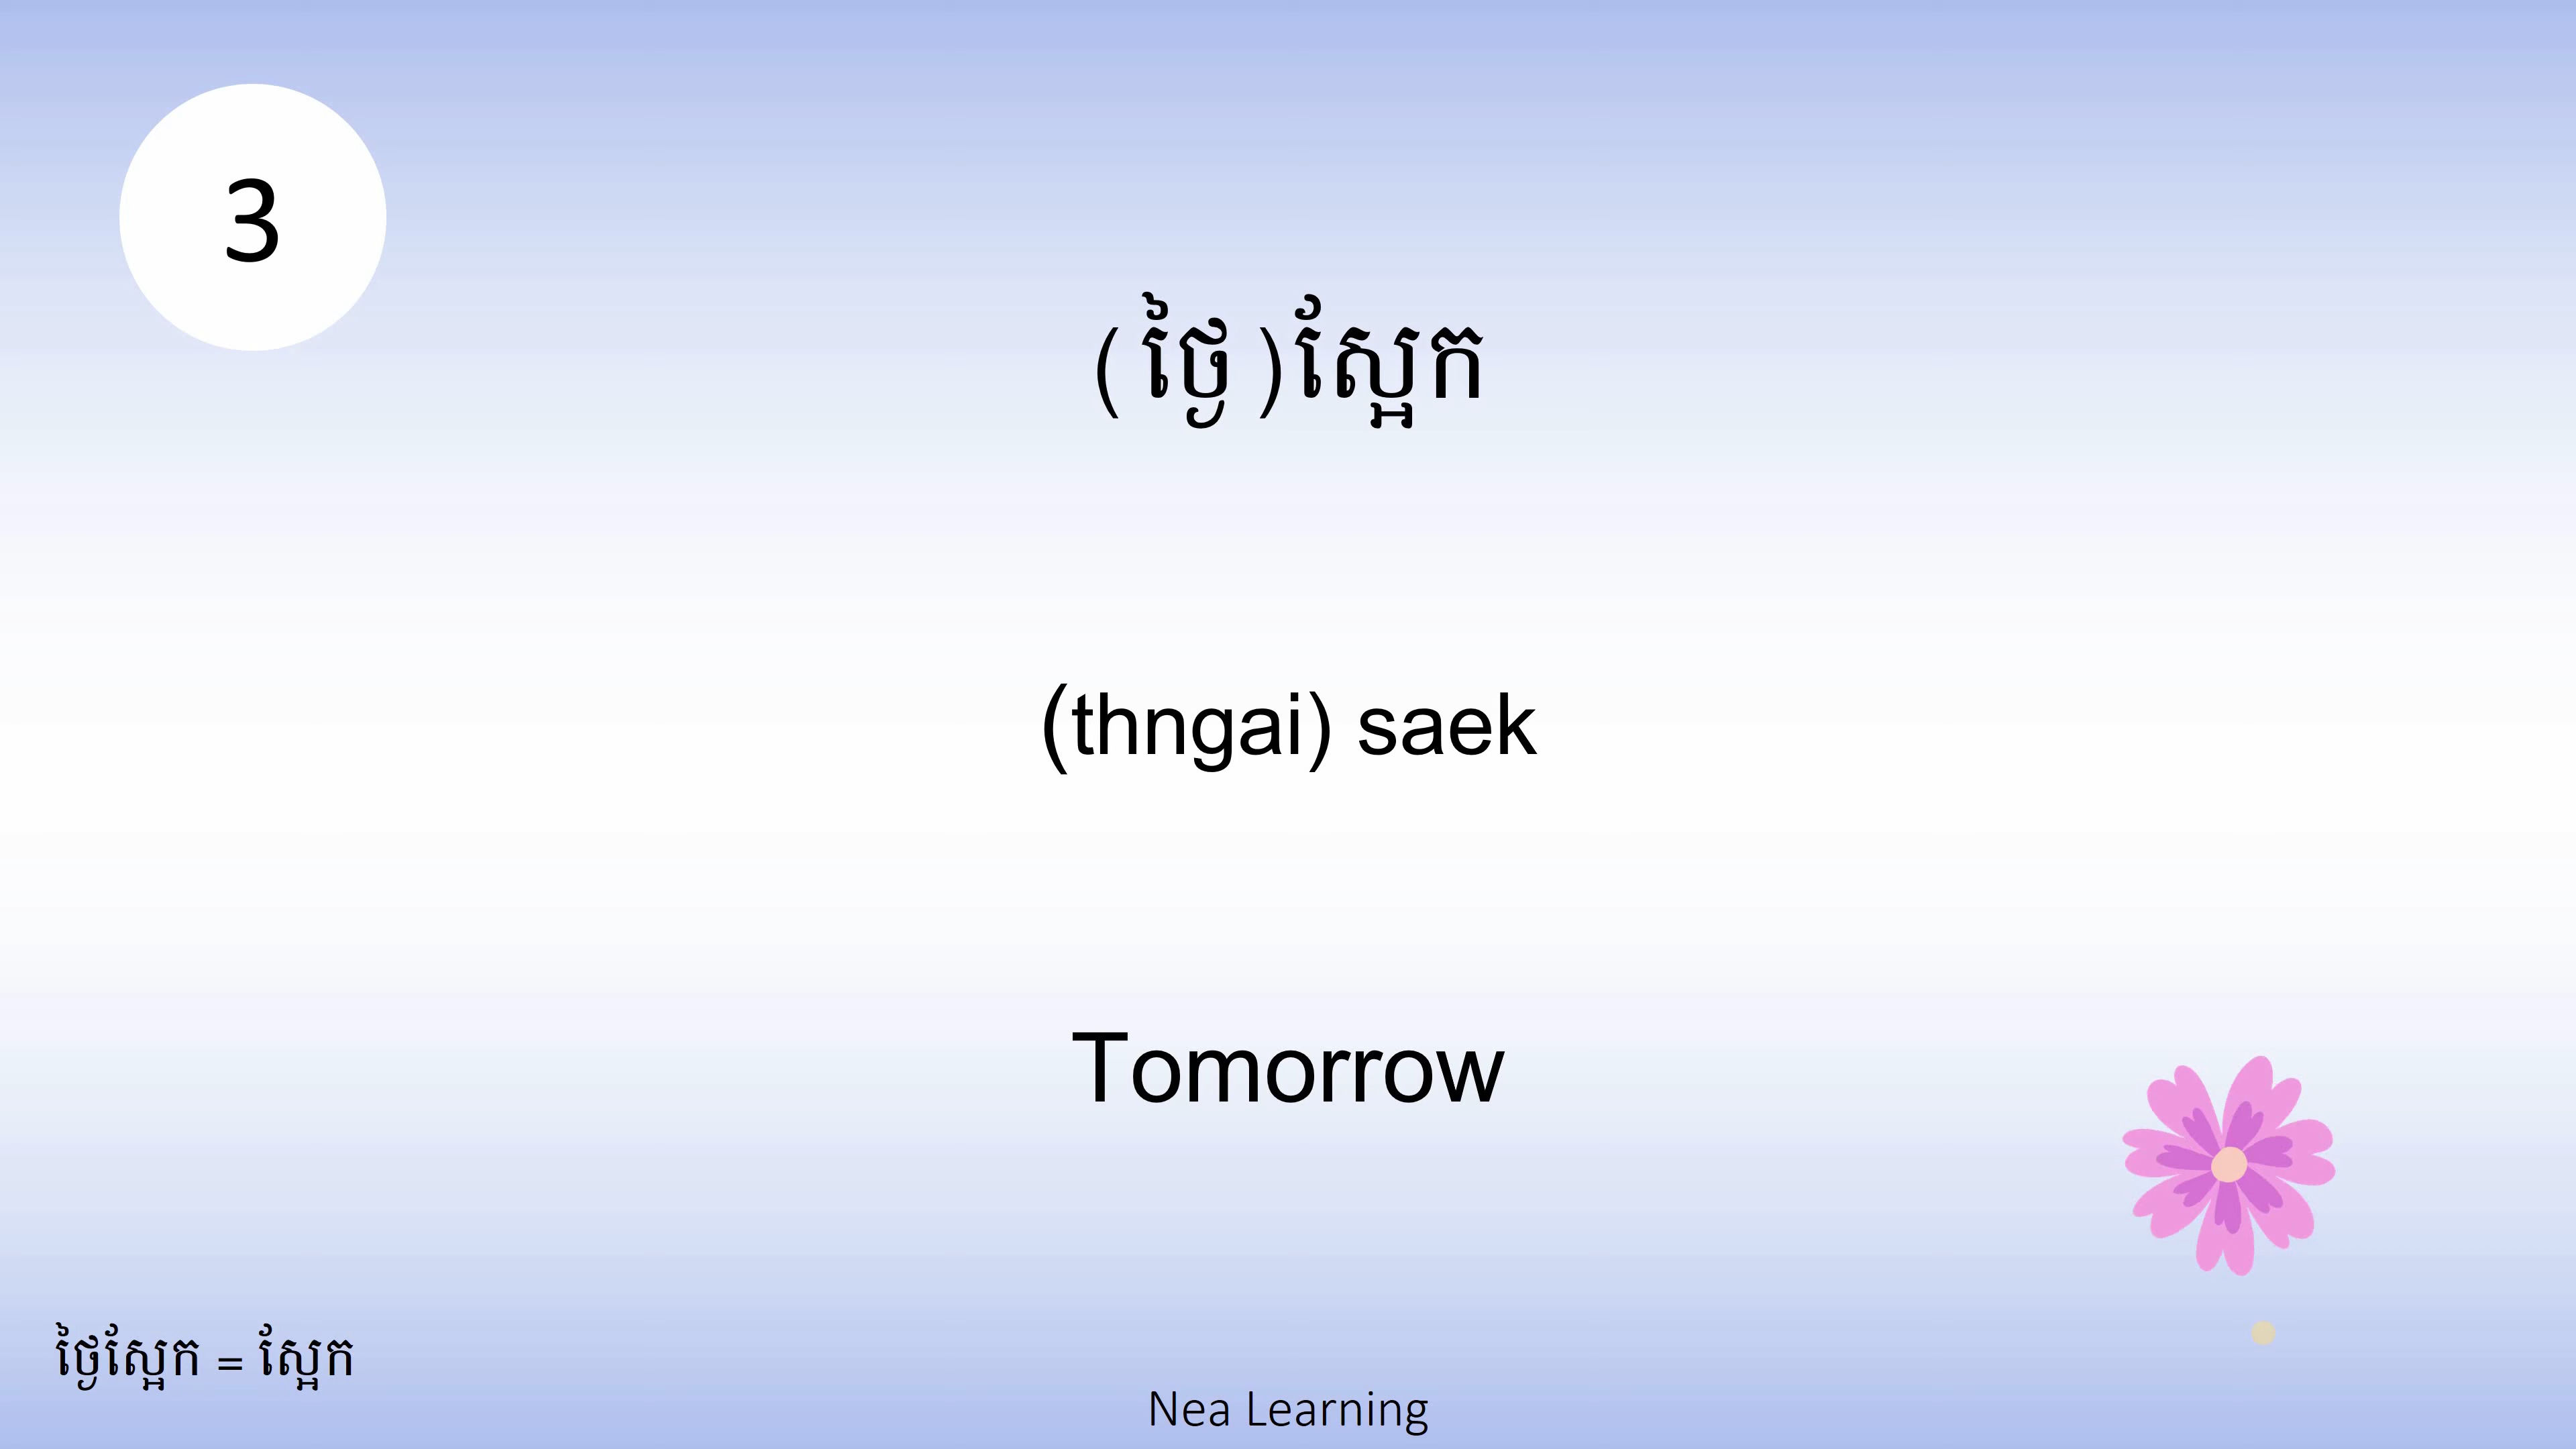 3
(ថ្ងៃ)ស្អែក
(thngai) saek
Tomorrow
ថ្ងៃស្អែក = ស្អែក
Nea Learning